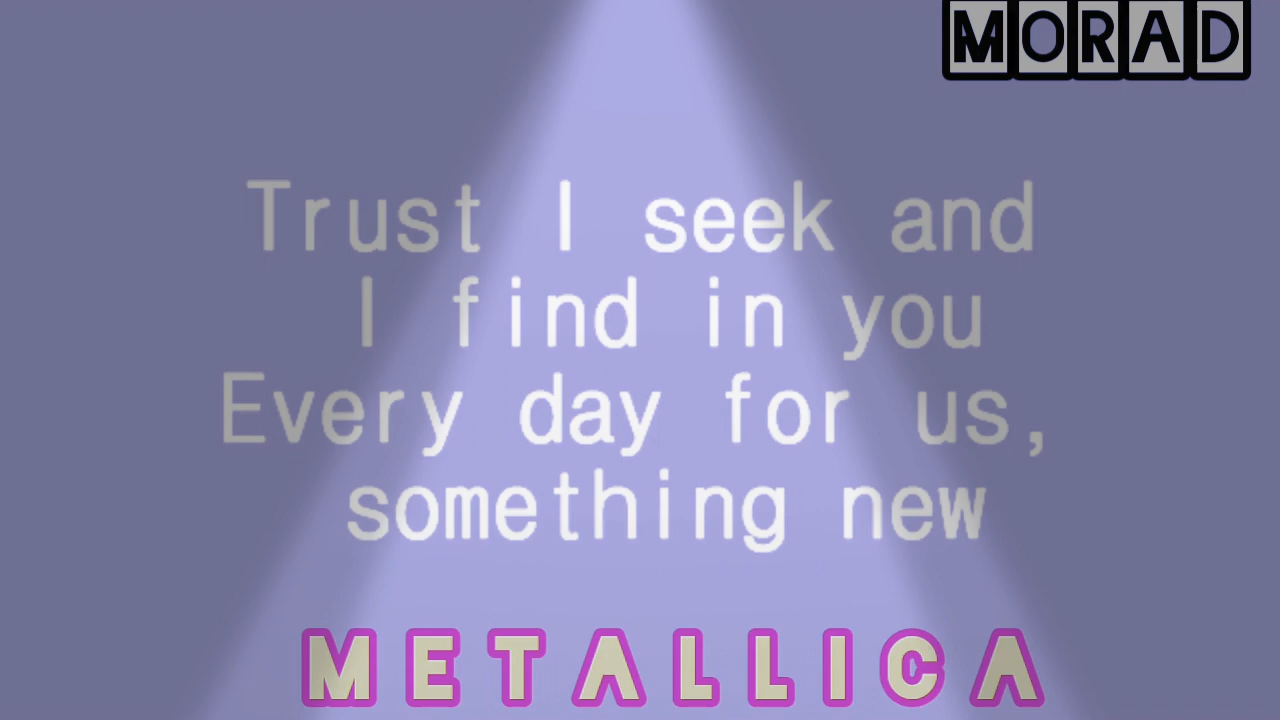 MORAD
Trust I seek and
I find in you
Every day for us,
something new
METALLICA